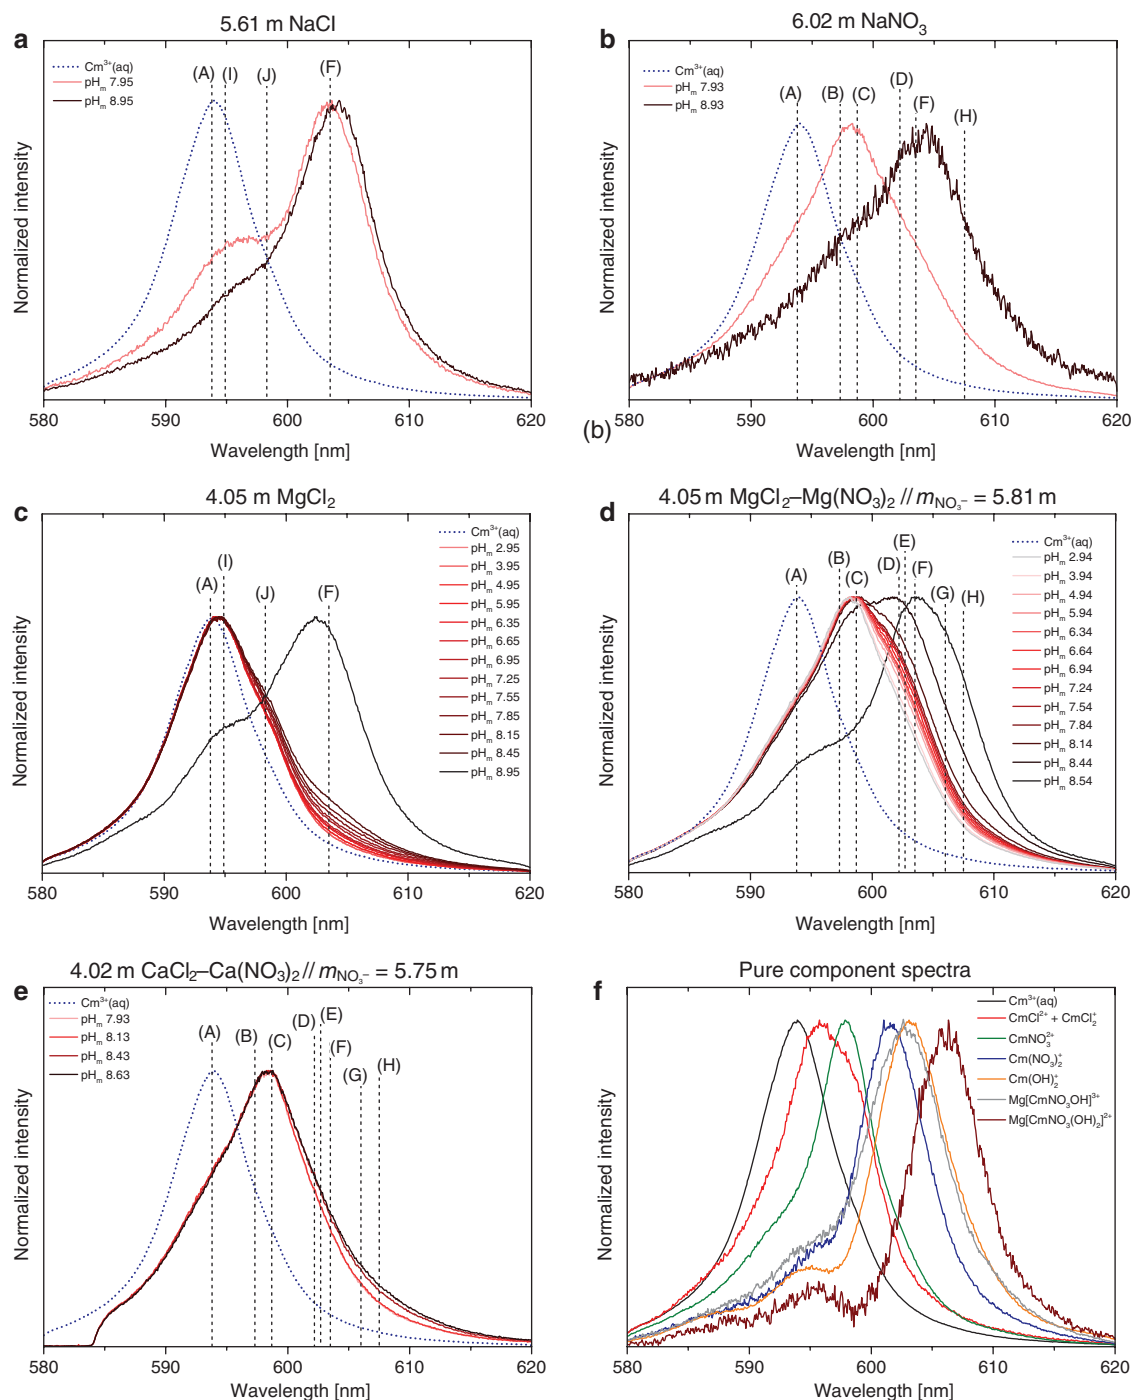 5.61 m NaCl
a
Cm³⁺(aq)
pHₘ 7.95
pHₘ 8.95
(A) (I) (J) (F)
Normalized intensity
580 590 600 610 620
Wavelength [nm]
6.02 m NaNO₃
b
Cm³⁺(aq)
pHₘ 7.93
pHₘ 8.93
(A) (B) (C) (D) (F) (H)
Normalized intensity
580 590 600 610 620
(b)
Wavelength [nm]
4.05 m MgCl₂
c
Cm³⁺(aq)
pHₘ 2.95
pHₘ 3.95
pHₘ 4.95
pHₘ 5.95
pHₘ 6.35
pHₘ 6.65
pHₘ 6.95
pHₘ 7.25
pHₘ 7.55
pHₘ 7.85
pHₘ 8.15
pHₘ 8.45
pHₘ 8.95
(A) (I) (J) (F)
Normalized intensity
580 590 600 610 620
Wavelength [nm]
4.05 m MgCl₂–Mg(NO₃)₂ // m NO₃⁻ = 5.81 m
d
Cm³⁺(aq)
pHₘ 2.94
pHₘ 3.94
pHₘ 4.94
pHₘ 5.94
pHₘ 6.34
pHₘ 6.64
pHₘ 6.94
pHₘ 7.24
pHₘ 7.54
pHₘ 7.84
pHₘ 8.14
pHₘ 8.44
pHₘ 8.54
(A) (B) (C) (D) (E) (F) (G) (H)
Normalized intensity
580 590 600 610 620
Wavelength [nm]
4.02 m CaCl₂–Ca(NO₃)₂ // m NO₃⁻ = 5.75 m
e
Cm³⁺(aq)
pHₘ 7.93
pHₘ 8.13
pHₘ 8.43
pHₘ 8.63
(A) (B) (C) (D) (E) (F) (G) (H)
Normalized intensity
580 590 600 610 620
Wavelength [nm]
Pure component spectra
f
Cm³⁺(aq)
CmCl²⁺ + CmCl₂⁺
CmNO₃²⁺
Cm(NO₃)₂⁺
Cm(OH)₂⁺
Mg[CmNO₃OH]³⁺
Mg[CmNO₃(OH)₂]²⁺
Normalized intensity
580 590 600 610 620
Wavelength [nm]